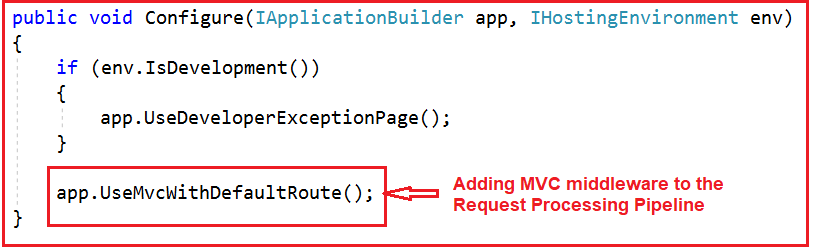 public void Configure(IApplicationBuilder app, IHostingEnvironment env)
{
    if (env.IsDevelopment())
    {
        app.UseDeveloperExceptionPage();
    }
    app.UseMvcWithDefaultRoute();
Adding MVC middleware to the
Request Processing Pipeline
}